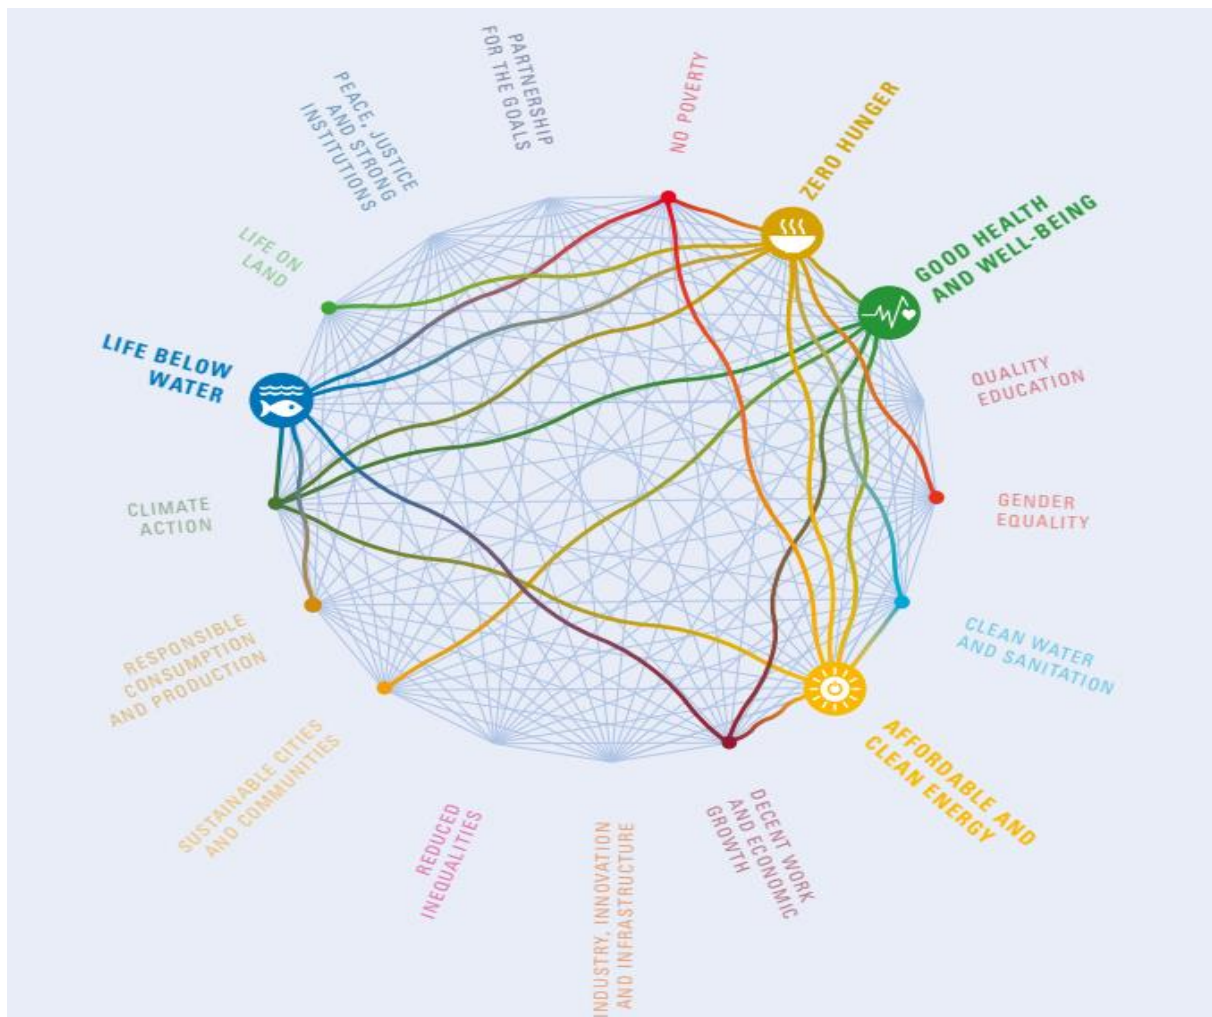 PARTNERSHIP
FOR THE GOALS
NO POVERTY
ZERO HUNGER
GOOD HEALTH
AND WELL-BEING
QUALITY
EDUCATION
GENDER
EQUALITY
CLEAN WATER
AND SANITATION
AFFORDABLE AND
CLEAN ENERGY
DECENT WORK
AND ECONOMIC
GROWTH
INDUSTRY, INNOVATION
AND INFRASTRUCTURE
REDUCED
INEQUALITIES
SUSTAINABLE CITIES
AND COMMUNITIES
RESPONSIBLE
CONSUMPTION
AND PRODUCTION
CLIMATE
ACTION
LIFE BELOW
WATER
LIFE ON
LAND
PEACE, JUSTICE
AND STRONG
INSTITUTIONS